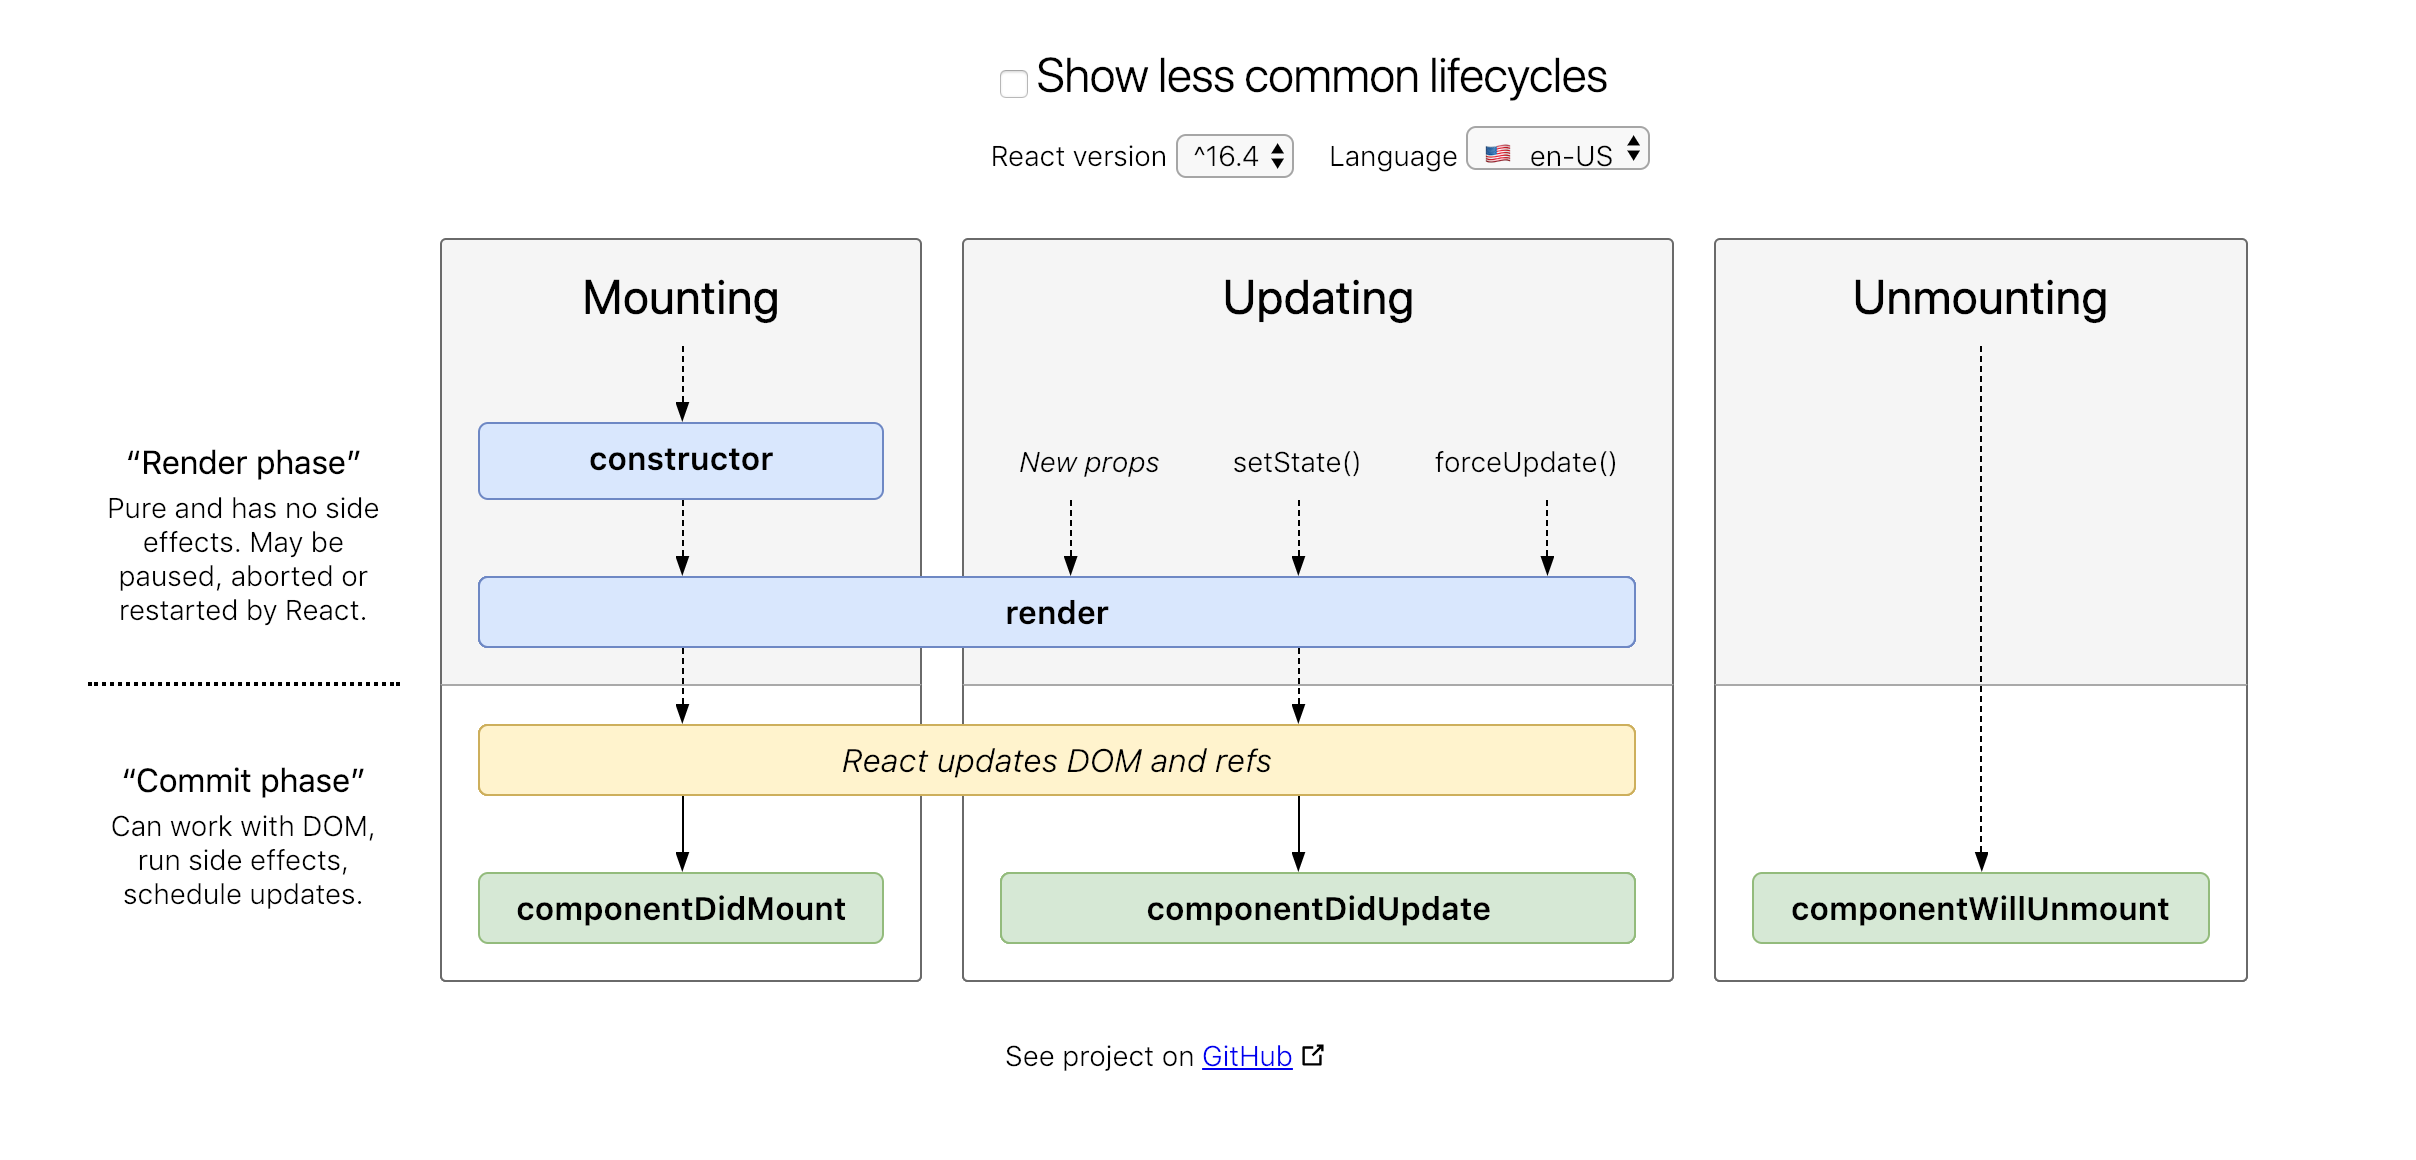 Show less common lifecycles
React version ^16.4 Language 🇺🇸 en-US
Mounting
Updating
Unmounting
“Render phase”
Pure and has no side
effects. May be
paused, aborted or
restarted by React.
constructor
New props
setState()
forceUpdate()
render
“Commit phase”
Can work with DOM,
run side effects,
schedule updates.
React updates DOM and refs
componentDidMount
componentDidUpdate
componentWillUnmount
See project on GitHub